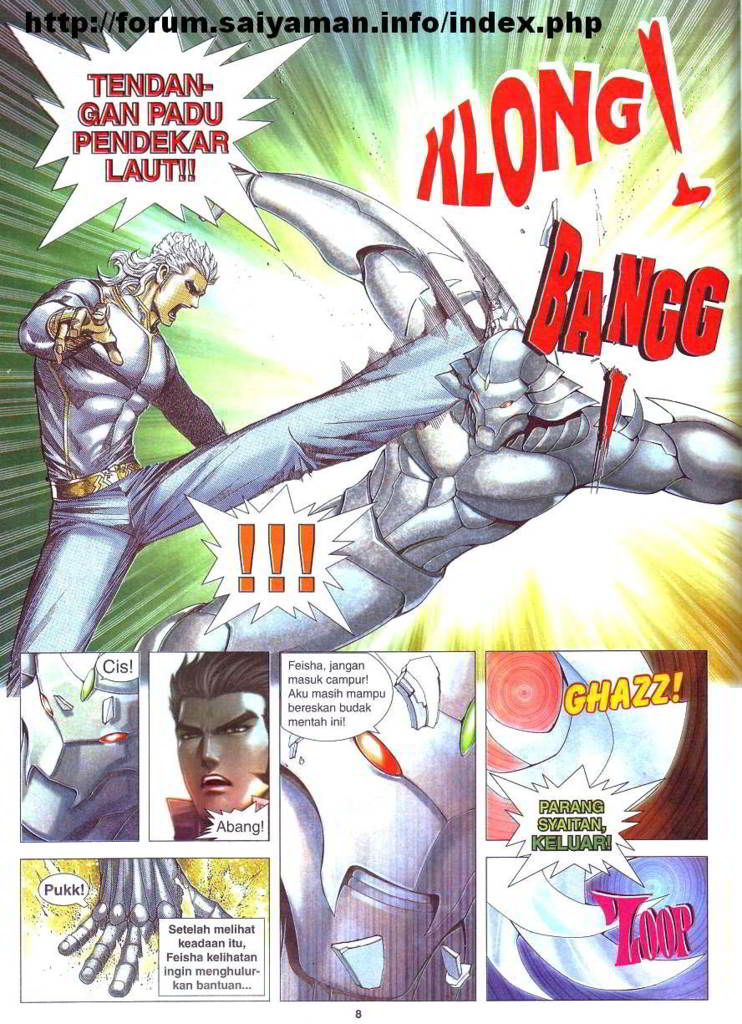 http://forum.saiyaman.info/index.php
TENDAN-
GAN PADU
PENDEKAR
LAUT!!
KLONG!
BANGG!
!!!
Cis!
Abang!
Feisha, jangan
masuk campur!
Aku masih mampu
bereskan budak
mentah ini!
GHAZZ!
PARANG
SYAITAN,
KELUAR!
Pukk!
Setelah melihat
keadaan itu,
Feisha kelihatan
ingin menghulur-
kan bantuan...
ZOOP
8